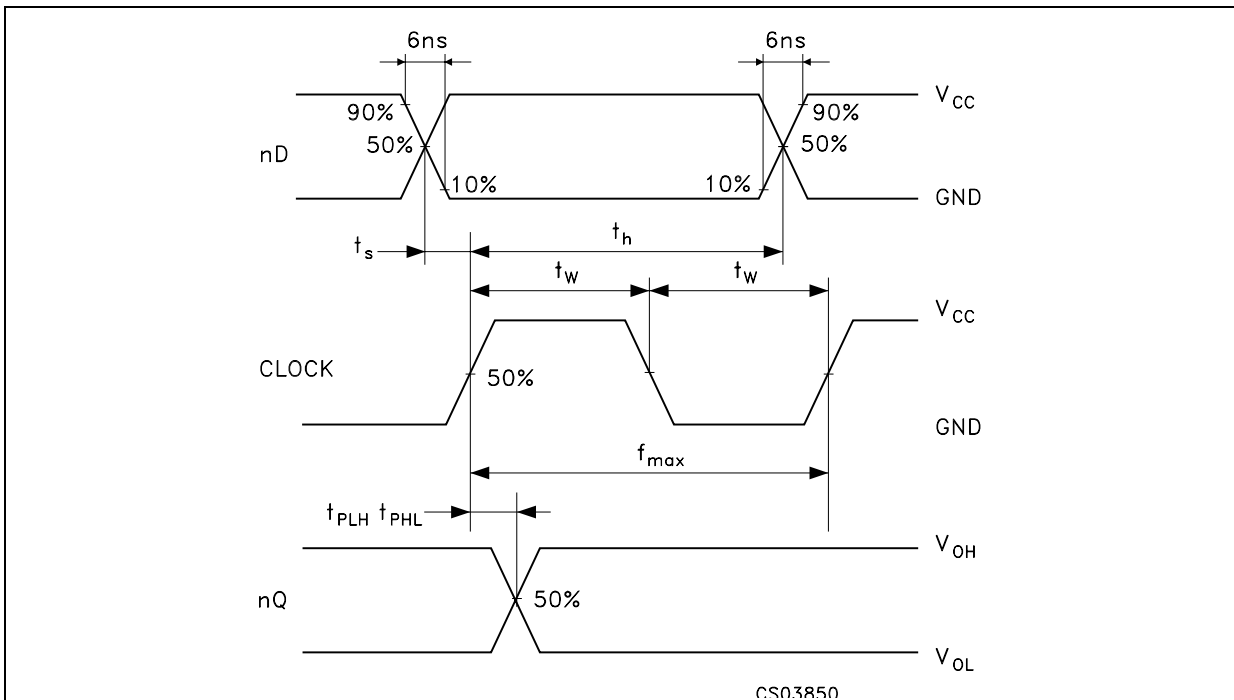 6ns 6ns
90% 90% V_CC
50% 50%
nD
10% 10%
GND
t_s t_h
t_W t_W
V_CC
CLOCK 50%
GND
f_max
t_PLH t_PHL
V_OH
nQ 50%
V_OL
CS03850